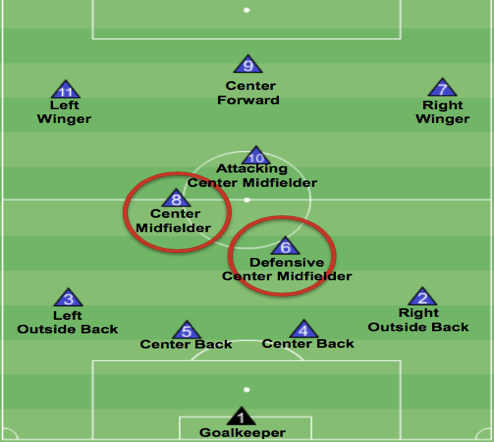 9
Center
Forward
11
Left
Winger
7
Right
Winger
10
Attacking
Center Midfielder
8
Center
Midfielder
6
Defensive
Center Midfielder
3
Left
Outside Back
2
Right
Outside Back
5
Center Back
4
Center Back
1
Goalkeeper